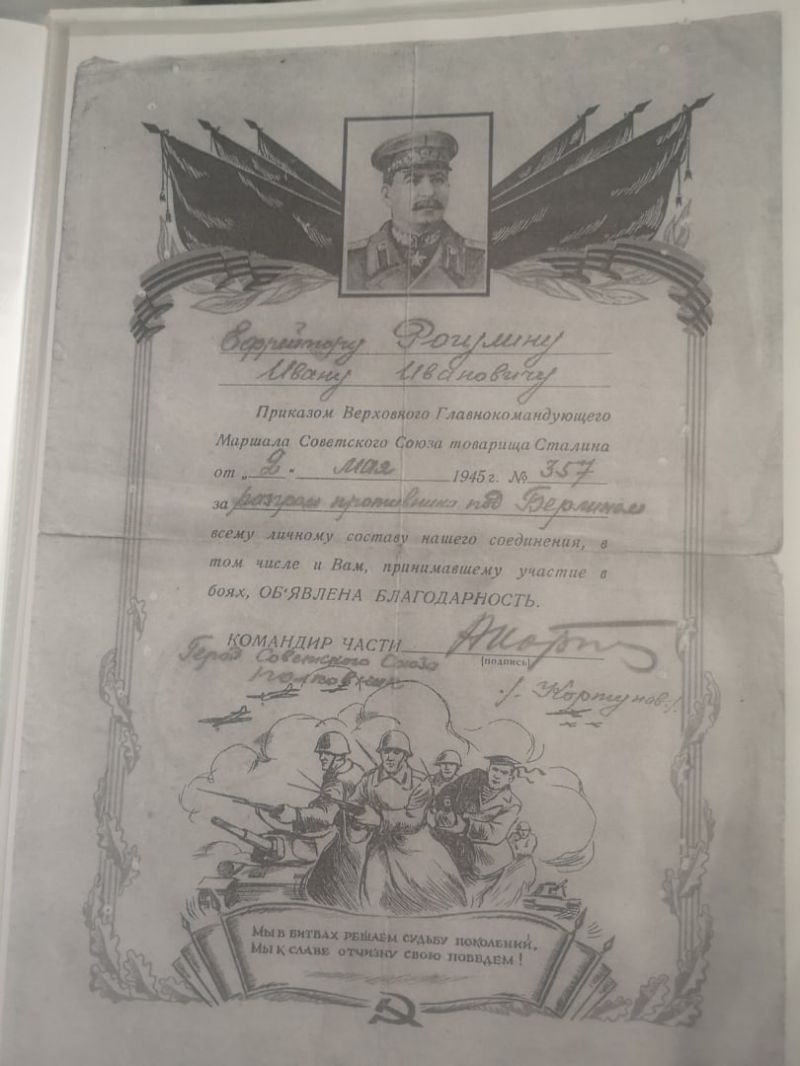 Ефрейтору Рогулину
Ивану Ивановичу
Приказом Верховного Главнокомандующего
Маршала Советского Союза товарища Сталина
от „2" мая 1945 г. № 357
за разгром противника под Берлином
всему личному составу нашего соединения, в
том числе и Вам, принимавшему участие в
боях, ОБ'ЯВЛЕНА БЛАГОДАРНОСТЬ.
КОМАНДИР ЧАСТИ
(подпись)
Герой Советского Союза
Полковник
/. Кортунов./.
Мы в битвах решаем судьбу поколений,
Мы к славе отчизну свою поведем!